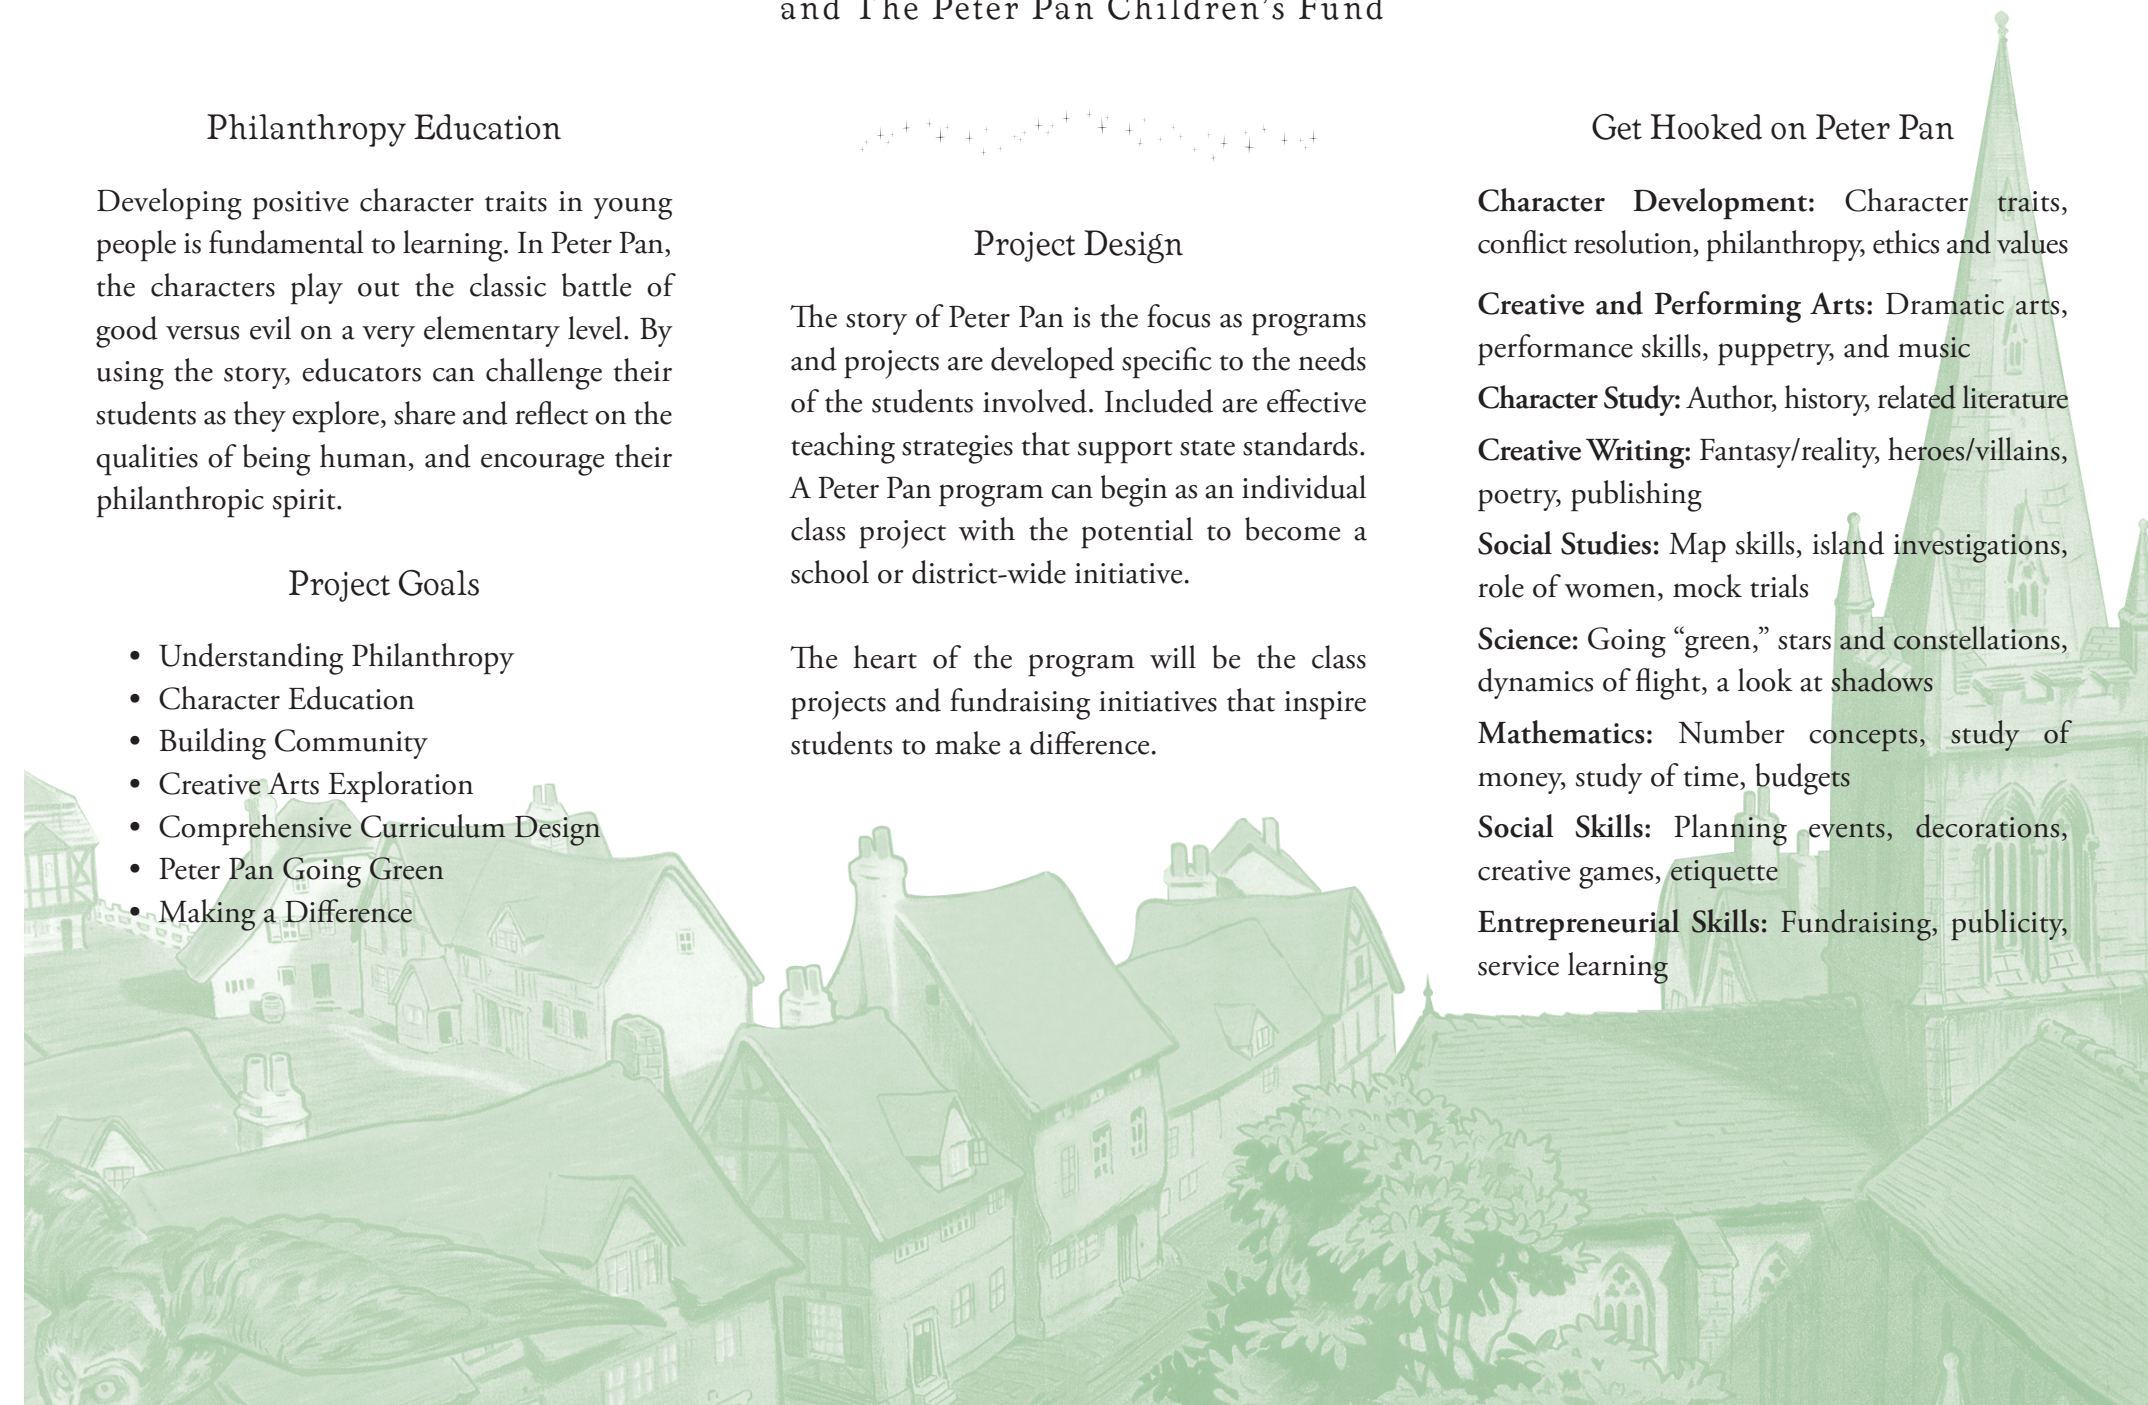 and The Peter Pan Children's Fund
Philanthropy Education
Developing positive character traits in young
people is fundamental to learning. In Peter Pan,
the characters play out the classic battle of
good versus evil on a very elementary level. By
using the story, educators can challenge their
students as they explore, share and reflect on the
qualities of being human, and encourage their
philanthropic spirit.
Project Goals
• Understanding Philanthropy
• Character Education
• Building Community
• Creative Arts Exploration
• Comprehensive Curriculum Design
• Peter Pan Going Green
• Making a Difference
Project Design
The story of Peter Pan is the focus as programs
and projects are developed specific to the needs
of the students involved. Included are effective
teaching strategies that support state standards.
A Peter Pan program can begin as an individual
class project with the potential to become a
school or district-wide initiative.
The heart of the program will be the class
projects and fundraising initiatives that inspire
students to make a difference.
Get Hooked on Peter Pan
Character Development: Character traits,
conflict resolution, philanthropy, ethics and values
Creative and Performing Arts: Dramatic arts,
performance skills, puppetry, and music
Character Study: Author, history, related literature
Creative Writing: Fantasy/reality, heroes/villains,
poetry, publishing
Social Studies: Map skills, island investigations,
role of women, mock trials
Science: Going “green,” stars and constellations,
dynamics of flight, a look at shadows
Mathematics: Number concepts, study of
money, study of time, budgets
Social Skills: Planning events, decorations,
creative games, etiquette
Entrepreneurial Skills: Fundraising, publicity,
service learning